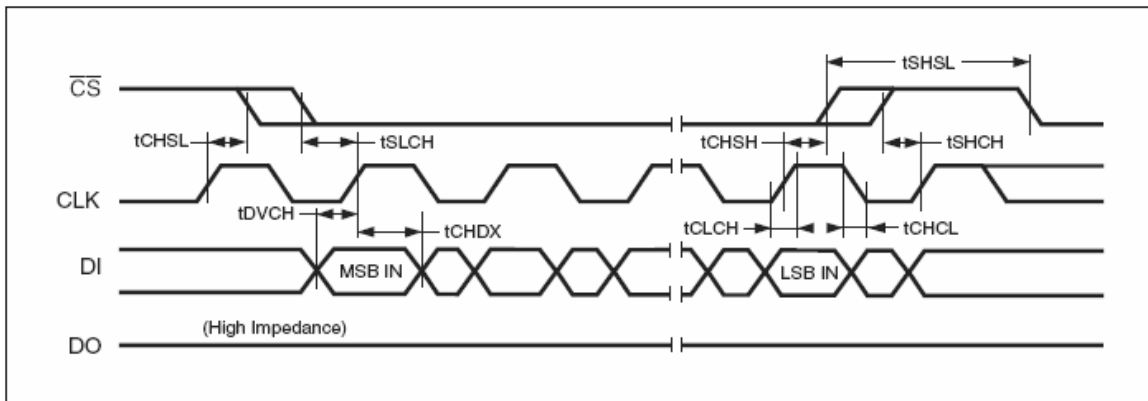 tSHSL
CS
tCHSL
tSLCH
tCHSH
tSHCH
CLK
tDVCH
tCHDX
tCLCH
tCHCL
DI
MSB IN
LSB IN
(High Impedance)
DO